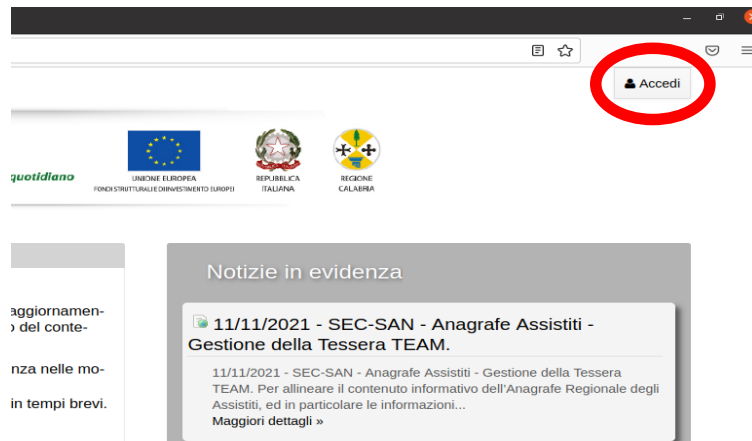 Accedi
quotidiano
UNIONE EUROPEA
FONDI STRUTTURALI E DI INVESTIMENTO EUROPEI
REPUBBLICA
ITALIANA
REGIONE
CALABRIA
Notizie in evidenza
11/11/2021 - SEC-SAN - Anagrafe Assistiti -
Gestione della Tessera TEAM.
11/11/2021 - SEC-SAN - Anagrafe Assistiti - Gestione della Tessera
TEAM. Per allineare il contenuto informativo dell'Anagrafe Regionale degli
Assistiti, ed in particolare le informazioni...
Maggiori dettagli »
aggiornamen-
o del conte-
nza nelle mo-
in tempi brevi.